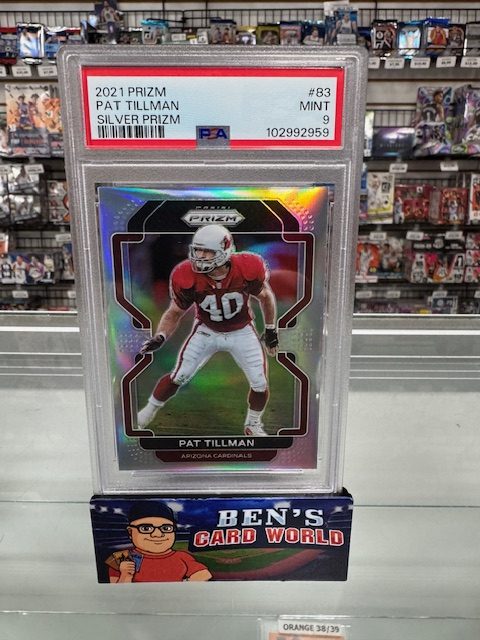 2021 PRIZM #83
PAT TILLMAN MINT
SILVER PRIZM 9
PSA 102992959
PANINI
PRIZM
40
PAT TILLMAN
ARIZONA CARDINALS
BEN'S
CARD WORLD
ORANGE 38/39